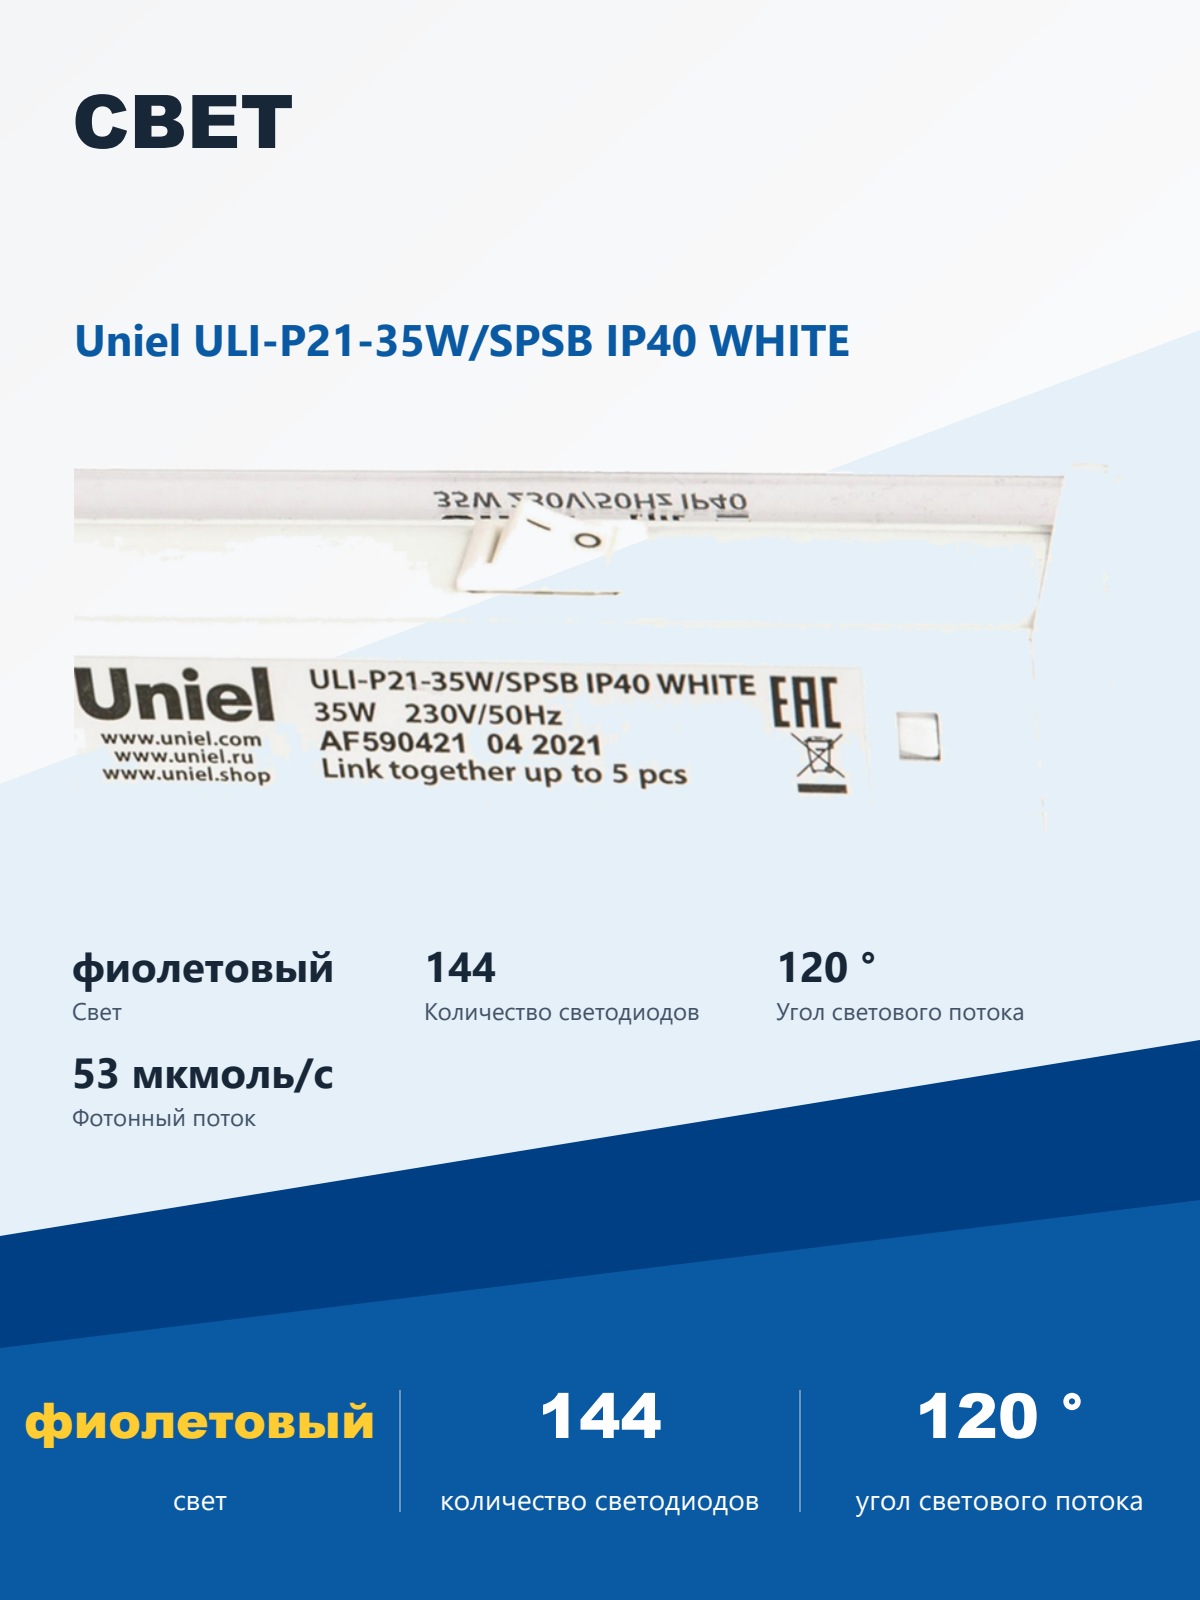 СВЕТ
Uniel ULI-P21-35W/SPSB IP40 WHITE
35W 230V/50Hz IP40
Uniel
www.uniel.com
www.uniel.ru
www.uniel.shop
ULI-P21-35W/SPSB IP40 WHITE
35W 230V/50Hz
AF590421 04 2021
Link together up to 5 pcs
EAC
фиолетовый
Свет
144
Количество светодиодов
120 °
Угол светового потока
53 мкмоль/с
Фотонный поток
фиолетовый
свет
144
количество светодиодов
120 °
угол светового потока